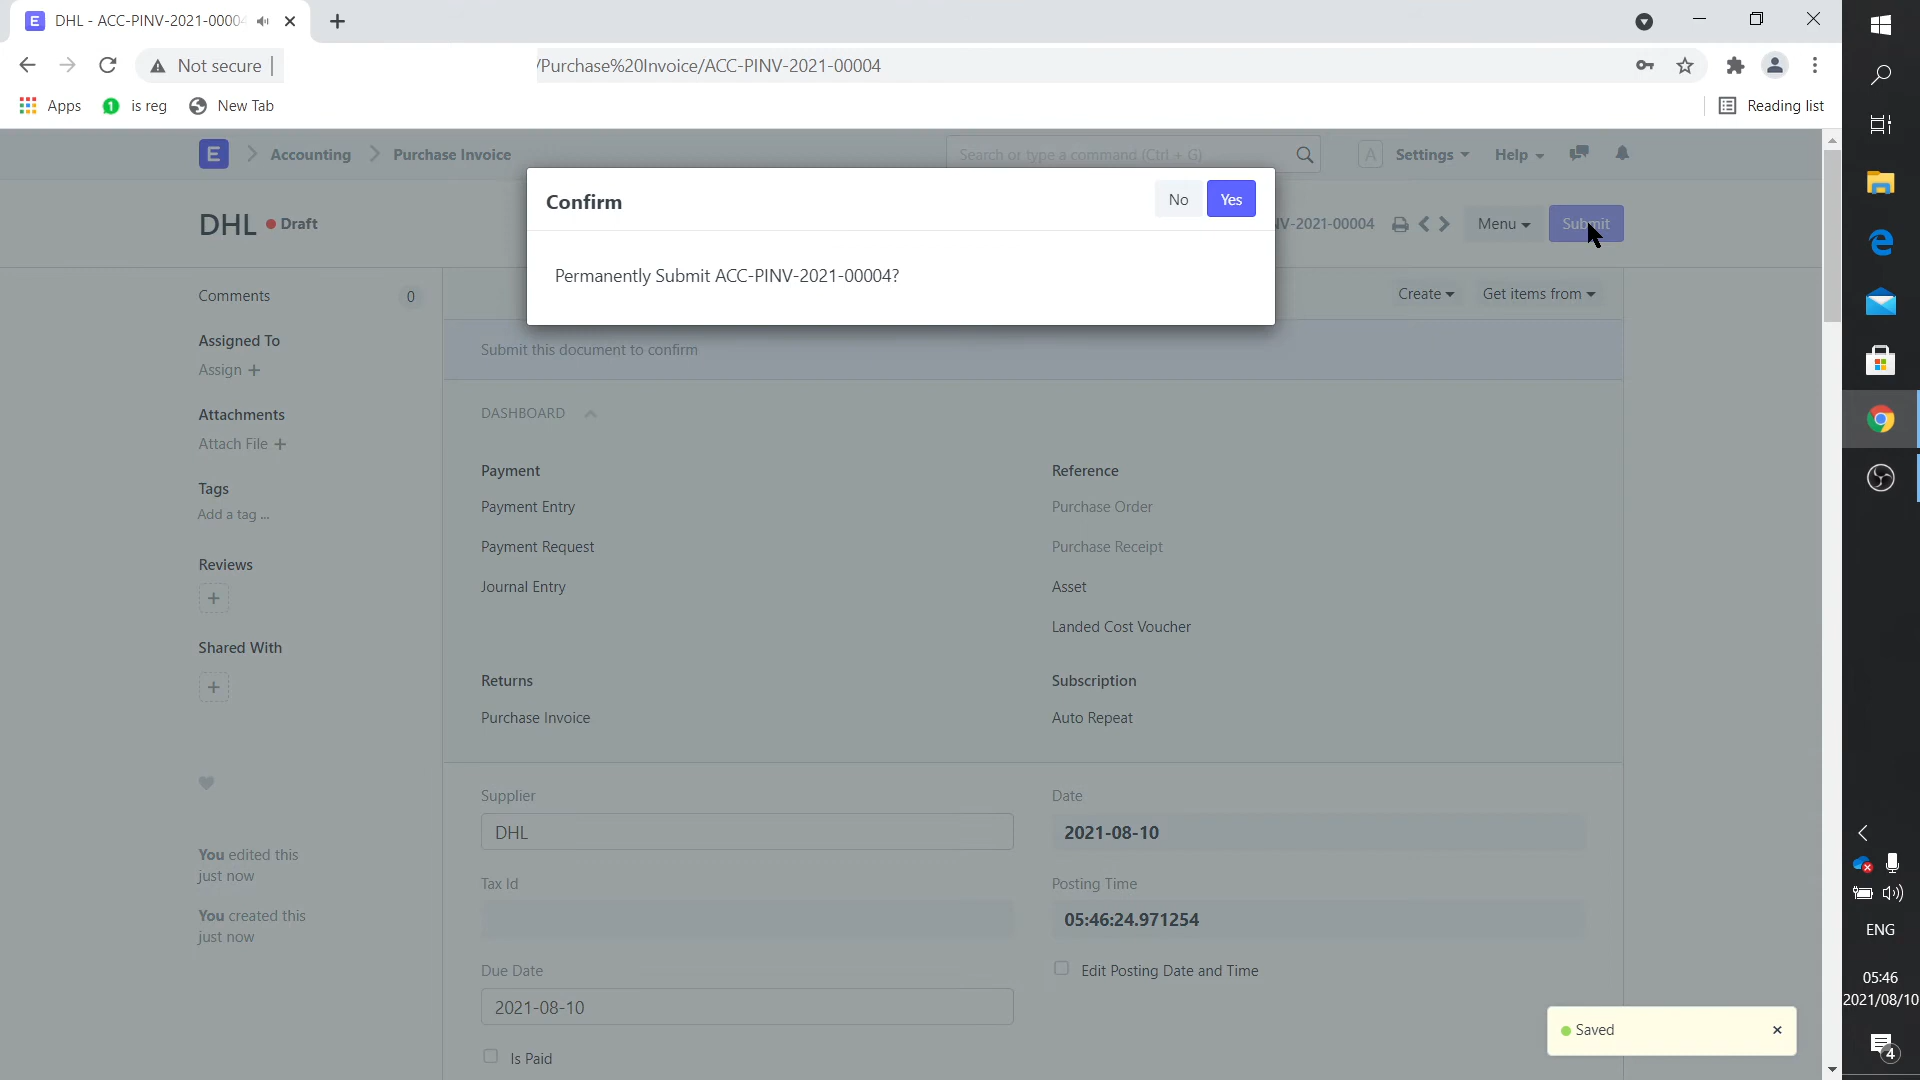 E DHL - ACC-PINV-2021-0000
Not secure | /Purchase%20Invoice/ACC-PINV-2021-00004
Apps 1 is reg New Tab Reading list
E Accounting Purchase Invoice Search or type a command (Ctrl + G) A Settings Help
Confirm No Yes
Permanently Submit ACC-PINV-2021-00004?
DHL Draft NV-2021-00004 Menu Submit
Create Get items from
Comments 0
Assigned To
Assign +
Attachments
Attach File +
Tags
Add a tag ...
Reviews
+
Shared With
+
You edited this
just now
You created this
just now
Submit this document to confirm
DASHBOARD
Payment
Payment Entry
Payment Request
Journal Entry
Reference
Purchase Order
Purchase Receipt
Asset
Landed Cost Voucher
Returns
Purchase Invoice
Subscription
Auto Repeat
Supplier
DHL
Date
2021-08-10
Tax Id
Posting Time
05:46:24.971254
Due Date
2021-08-10
Edit Posting Date and Time
Is Paid
Saved
ENG
05:46
2021/08/10
4